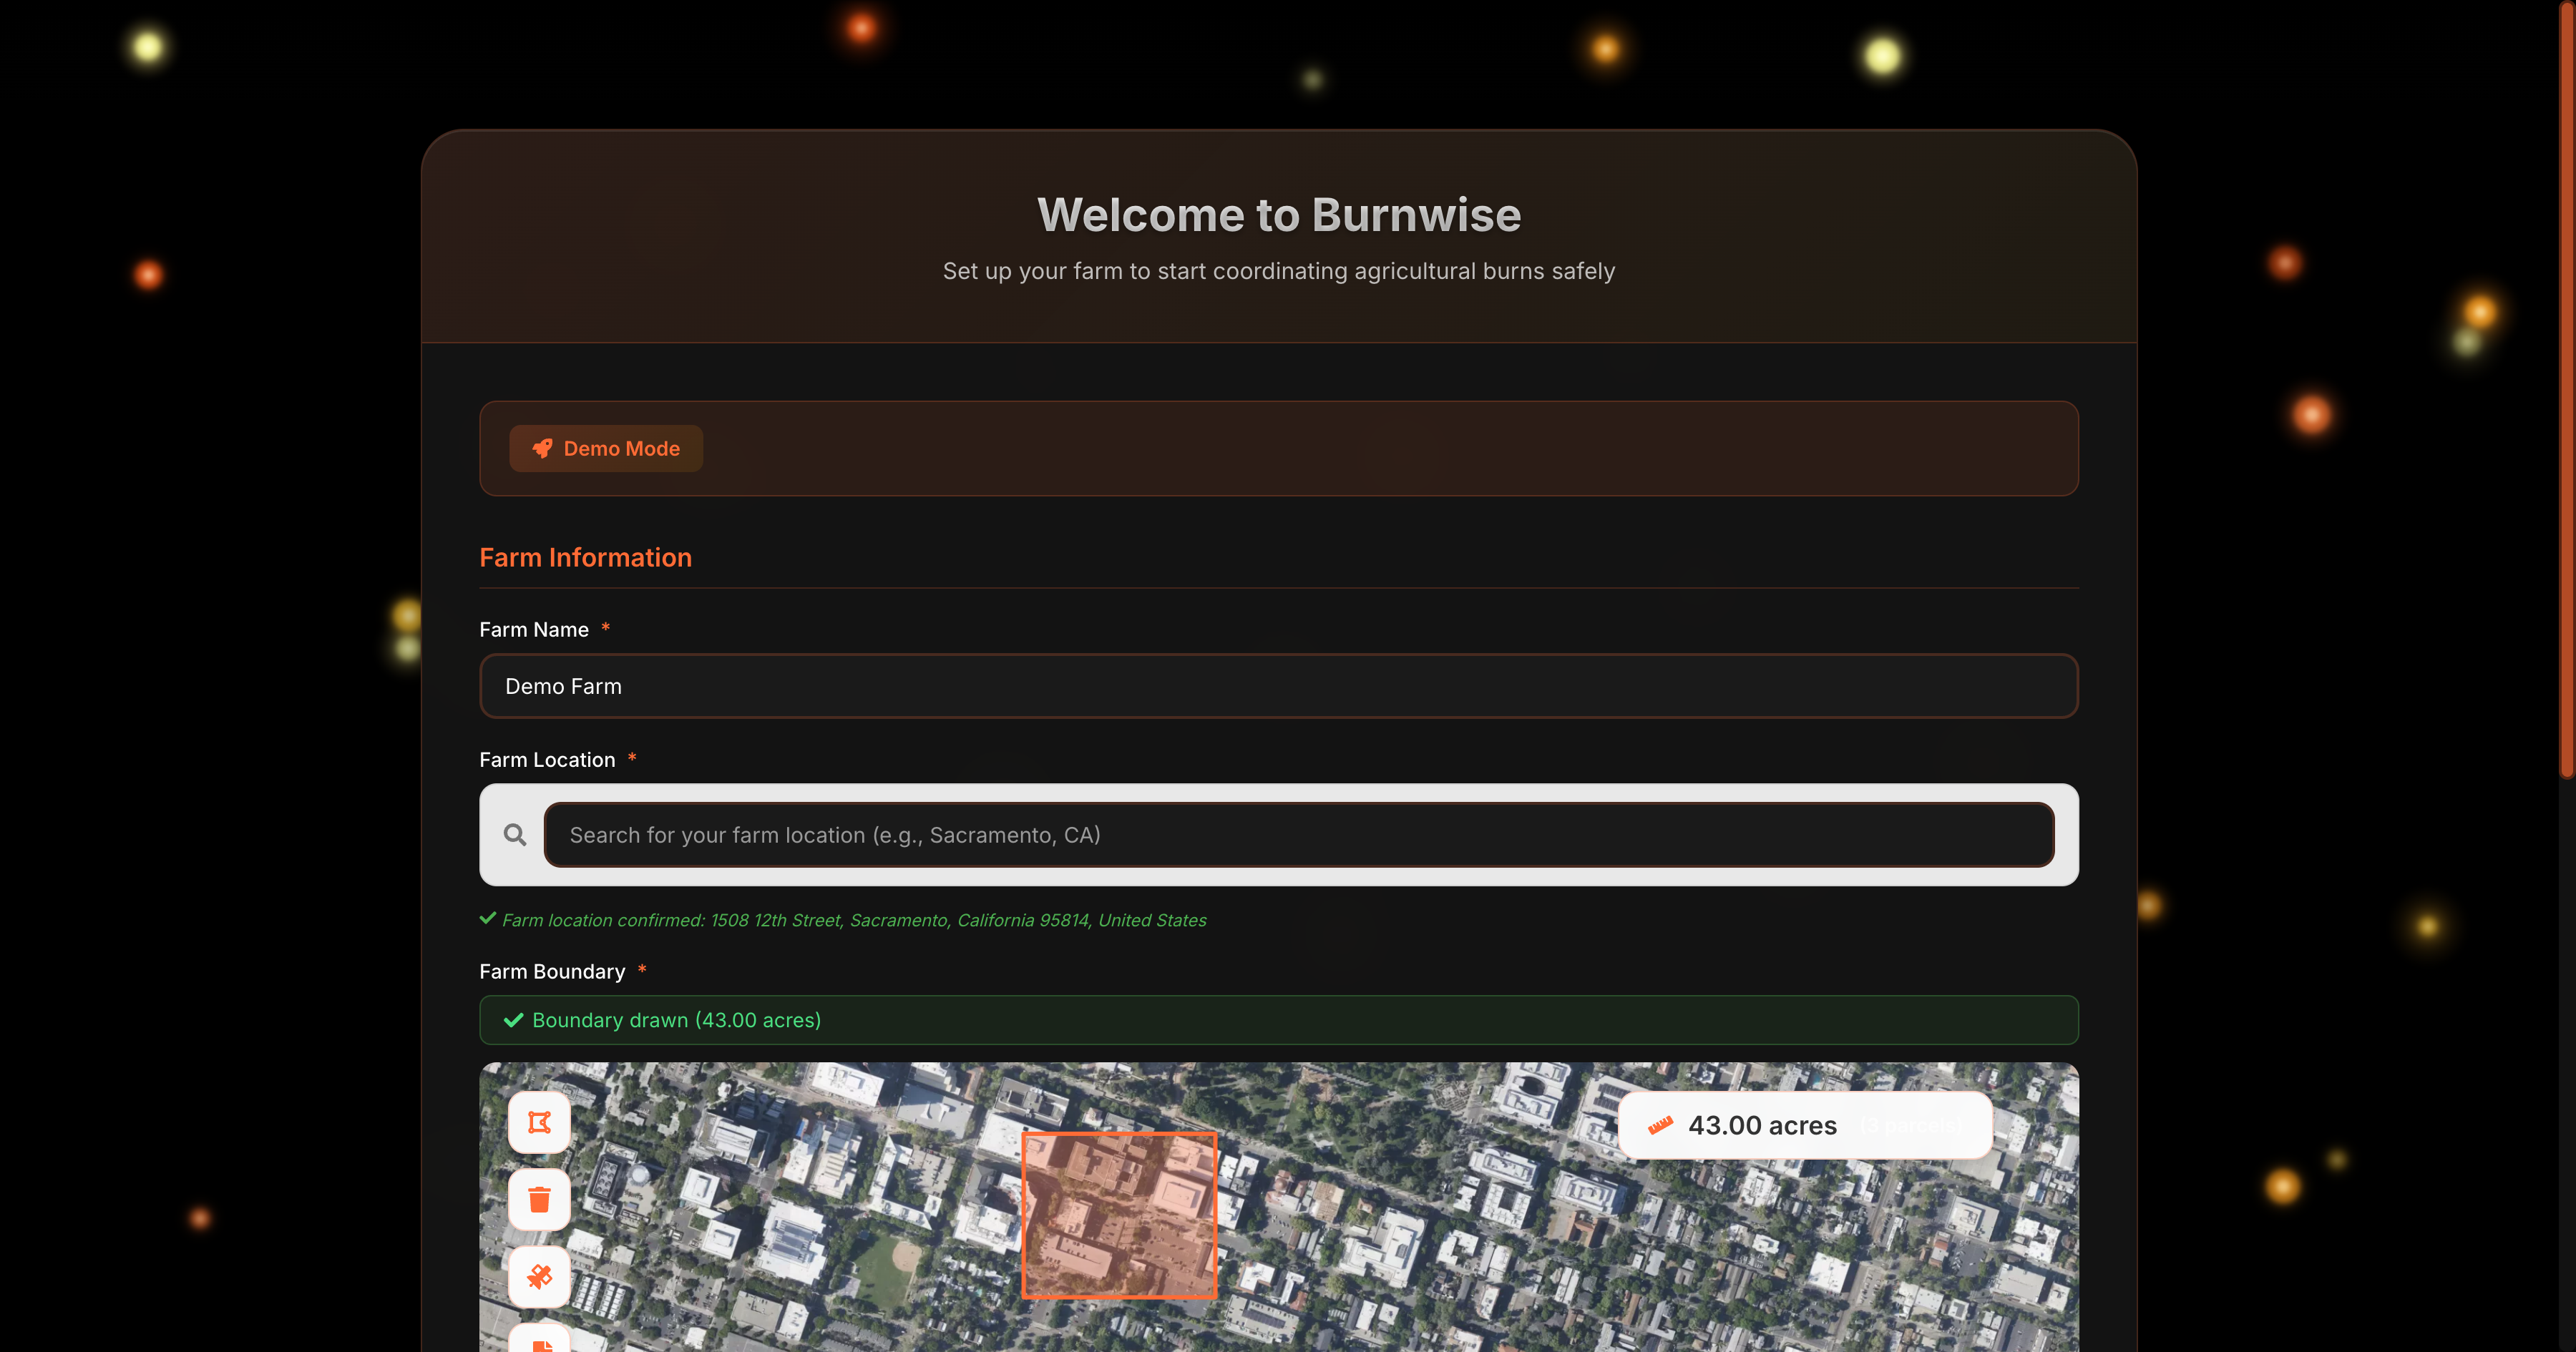 Welcome to Burnwise
Set up your farm to start coordinating agricultural burns safely
Demo Mode
Farm Information
Farm Name *
Demo Farm
Farm Location *
Search for your farm location (e.g., Sacramento, CA)
Farm location confirmed: 1508 12th Street, Sacramento, California 95814, United States
Farm Boundary *
Boundary drawn (43.00 acres)
43.00 acres (3 parcels)